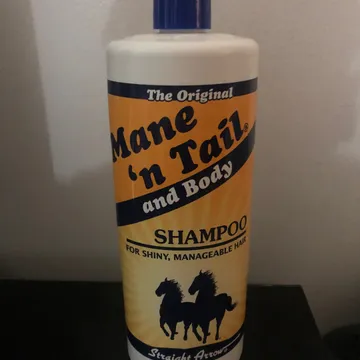 The Original
Mane
'n Tail®
and Body
SHAMPOO
FOR SHINY, MANAGEABLE HAIR
Straight Arrow